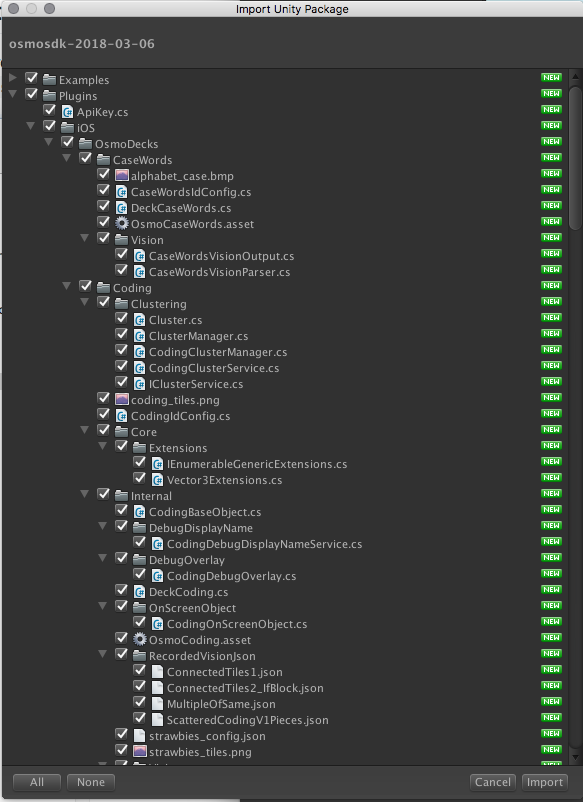 Import Unity Package
osmosdk-2018-03-06
Examples NEW
Plugins NEW
ApiKey.cs NEW
iOS NEW
OsmoDecks NEW
CaseWords NEW
alphabet_case.bmp NEW
CaseWordsIdConfig.cs NEW
DeckCaseWords.cs NEW
OsmoCaseWords.asset NEW
Vision NEW
CaseWordsVisionOutput.cs NEW
CaseWordsVisionParser.cs NEW
Coding NEW
Clustering NEW
Cluster.cs NEW
ClusterManager.cs NEW
CodingClusterManager.cs NEW
CodingClusterService.cs NEW
IClusterService.cs NEW
coding_tiles.png NEW
CodingIdConfig.cs NEW
Core NEW
Extensions NEW
IEnumerableGenericExtensions.cs NEW
Vector3Extensions.cs NEW
Internal NEW
CodingBaseObject.cs NEW
DebugDisplayName NEW
CodingDebugDisplayNameService.cs NEW
DebugOverlay NEW
CodingDebugOverlay.cs NEW
DeckCoding.cs NEW
OnScreenObject NEW
CodingOnScreenObject.cs NEW
OsmoCoding.asset NEW
RecordedVisionJson NEW
ConnectedTiles1.json NEW
ConnectedTiles2_IfBlock.json NEW
MultipleOfSame.json NEW
ScatteredCodingV1Pieces.json NEW
strawbies_config.json NEW
strawbies_tiles.png NEW
All None Cancel Import